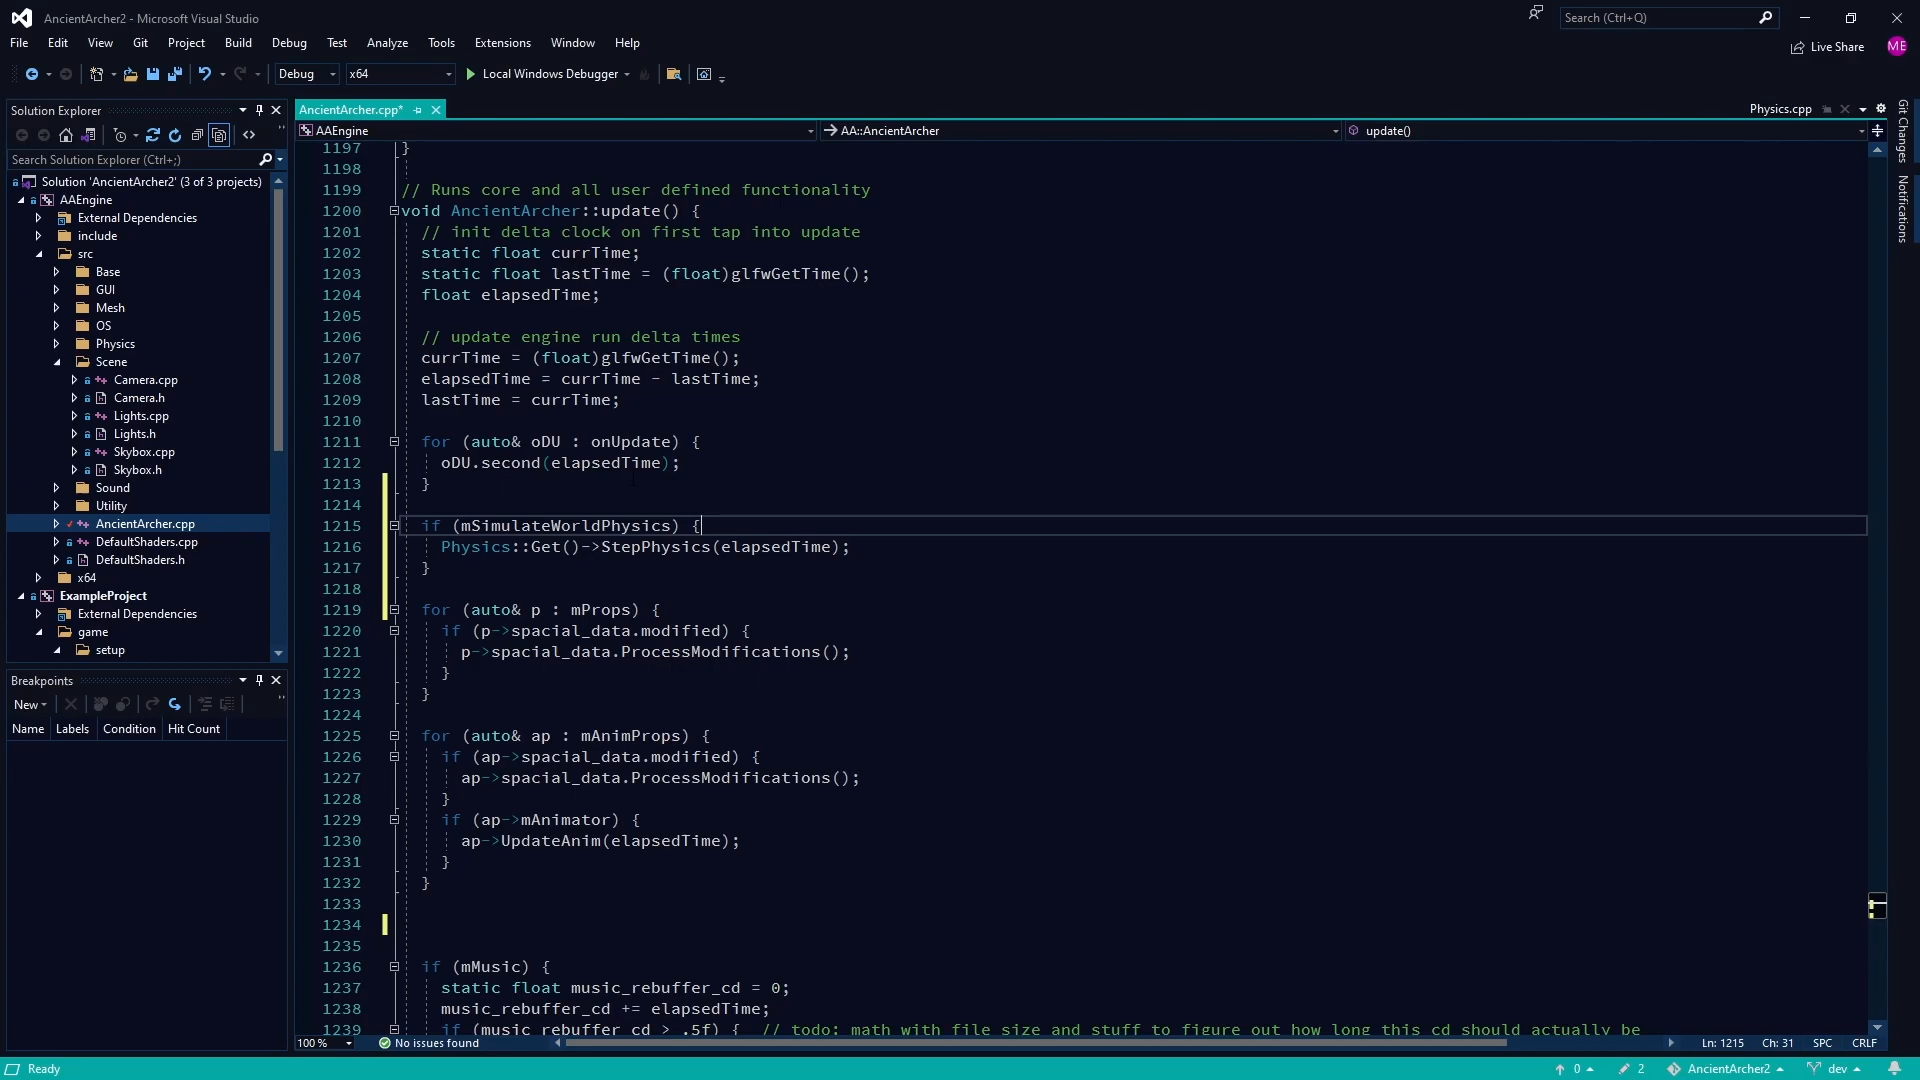 AncientArcher2 - Microsoft Visual Studio
Search (Ctrl+Q)
File Edit View Git Project Build Debug Test Analyze Tools Extensions Window Help
Live Share ME
Debug x64 Local Windows Debugger
Solution Explorer
Search Solution Explorer (Ctrl+;)
Solution 'AncientArcher2' (3 of 3 projects)
AAEngine
External Dependencies
include
src
Base
GUI
Mesh
OS
Physics
Scene
Camera.cpp
Camera.h
Lights.cpp
Lights.h
Skybox.cpp
Skybox.h
Sound
Utility
AncientArcher.cpp
DefaultShaders.cpp
DefaultShaders.h
x64
ExampleProject
External Dependencies
game
setup
Breakpoints
New
Name Labels Condition Hit Count
AncientArcher.cpp* Physics.cpp
AAEngine AA::AncientArcher update()
1197 }
1198
1199 // Runs core and all user defined functionality
1200 void AncientArcher::update() {
1201 // init delta clock on first tap into update
1202 static float currTime;
1203 static float lastTime = (float)glfwGetTime();
1204 float elapsedTime;
1205
1206 // update engine run delta times
1207 currTime = (float)glfwGetTime();
1208 elapsedTime = currTime - lastTime;
1209 lastTime = currTime;
1210
1211 for (auto& oDU : onUpdate) {
1212 oDU.second(elapsedTime);
1213 }
1214
1215 if (mSimulateWorldPhysics) {
1216 Physics::Get()->StepPhysics(elapsedTime);
1217 }
1218
1219 for (auto& p : mProps) {
1220 if (p->spacial_data.modified) {
1221 p->spacial_data.ProcessModifications();
1222 }
1223 }
1224
1225 for (auto& ap : mAnimProps) {
1226 if (ap->spacial_data.modified) {
1227 ap->spacial_data.ProcessModifications();
1228 }
1229 if (ap->mAnimator) {
1230 ap->UpdateAnim(elapsedTime);
1231 }
1232 }
1233
1234
1235
1236 if (mMusic) {
1237 static float music_rebuffer_cd = 0;
1238 music_rebuffer_cd += elapsedTime;
1239 if (music_rebuffer_cd > .5f) { // todo: math with file size and stuff to figure out how long this cd should actually be
100 % No issues found Ln: 1215 Ch: 31 SPC CRLF
Git Changes
Notifications
Ready 0 2 AncientArcher2 dev